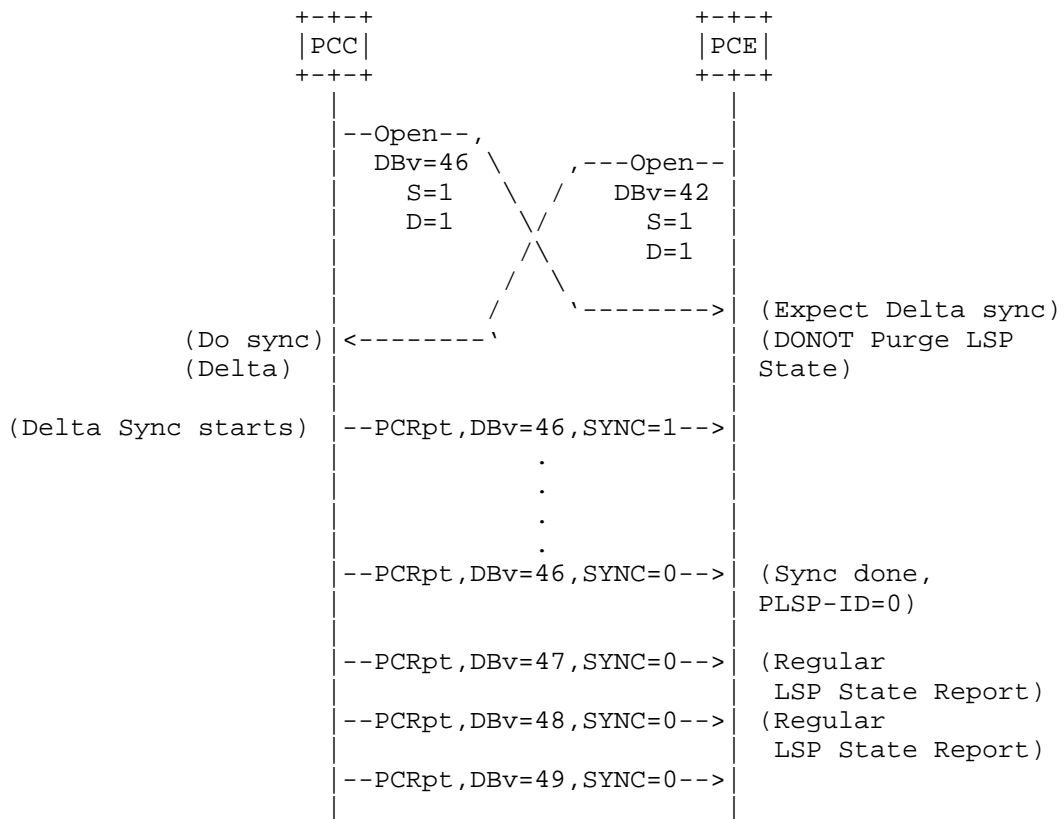 +-+-+                    +-+-+
|PCC|                    |PCE|
+-+-+                    +-+-+
--Open--,
DBv=46    ,---Open--
S=1    DBv=42
D=1    S=1
D=1
`-------->  (Expect Delta sync)
(Do sync) <--------`  (DONOT Purge LSP
(Delta)  State)
(Delta Sync starts) --PCRpt,DBv=46,SYNC=1-->
.
.
.
.
--PCRpt,DBv=46,SYNC=0-->  (Sync done,
PLSP-ID=0)
--PCRpt,DBv=47,SYNC=0-->  (Regular
LSP State Report)
--PCRpt,DBv=48,SYNC=0-->  (Regular
LSP State Report)
--PCRpt,DBv=49,SYNC=0-->